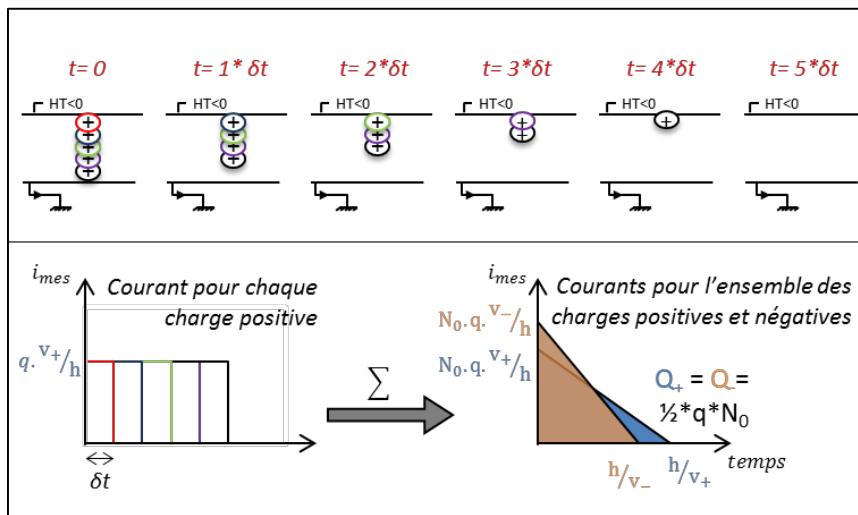 t= 0 t= 1* δt t= 2*δt t= 3*δt t= 4*δt t= 5*δt
HT<0 HT<0 HT<0 HT<0 HT<0 HT<0
+ + + + +
+ + + +
+ + +
+ +
+
i_mes Courant pour chaque
charge positive
q.v₊/h
δt
∑
i_mes Courants pour l’ensemble des
charges positives et négatives
N₀.q.v₋/h
N₀.q.v₊/h
Q₊ = Q₋=
½*q*N₀
h/v₋ h/v₊ temps